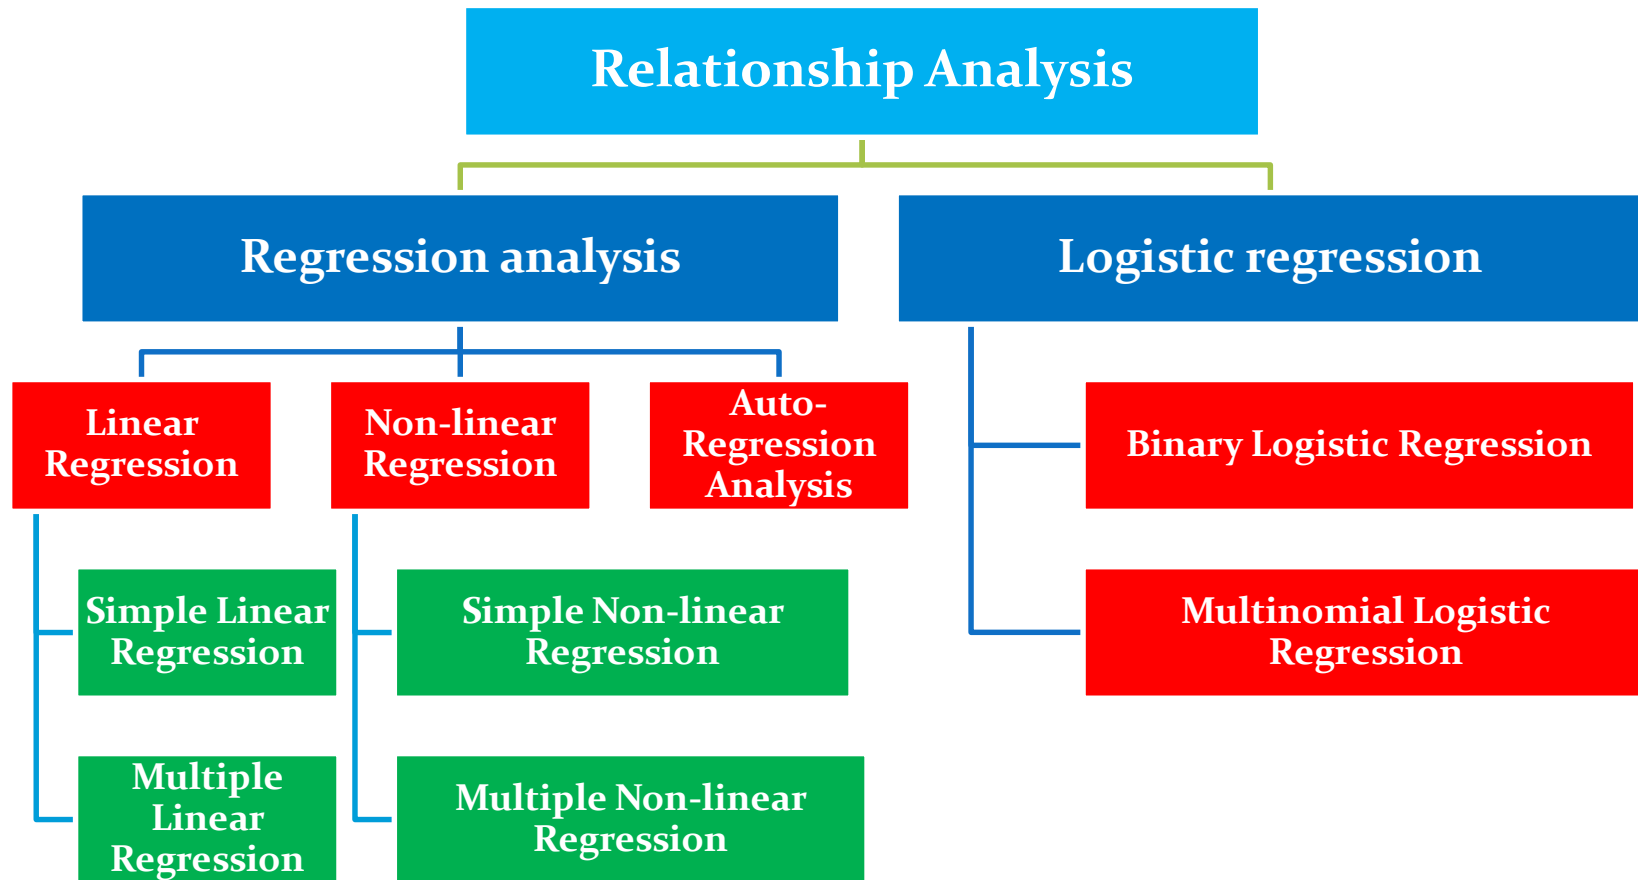 Relationship Analysis
Regression analysis
Logistic regression
Linear
Regression
Non-linear
Regression
Auto-
Regression
Analysis
Binary Logistic Regression
Simple Linear
Regression
Simple Non-linear
Regression
Multinomial Logistic
Regression
Multiple
Linear
Regression
Multiple Non-linear
Regression